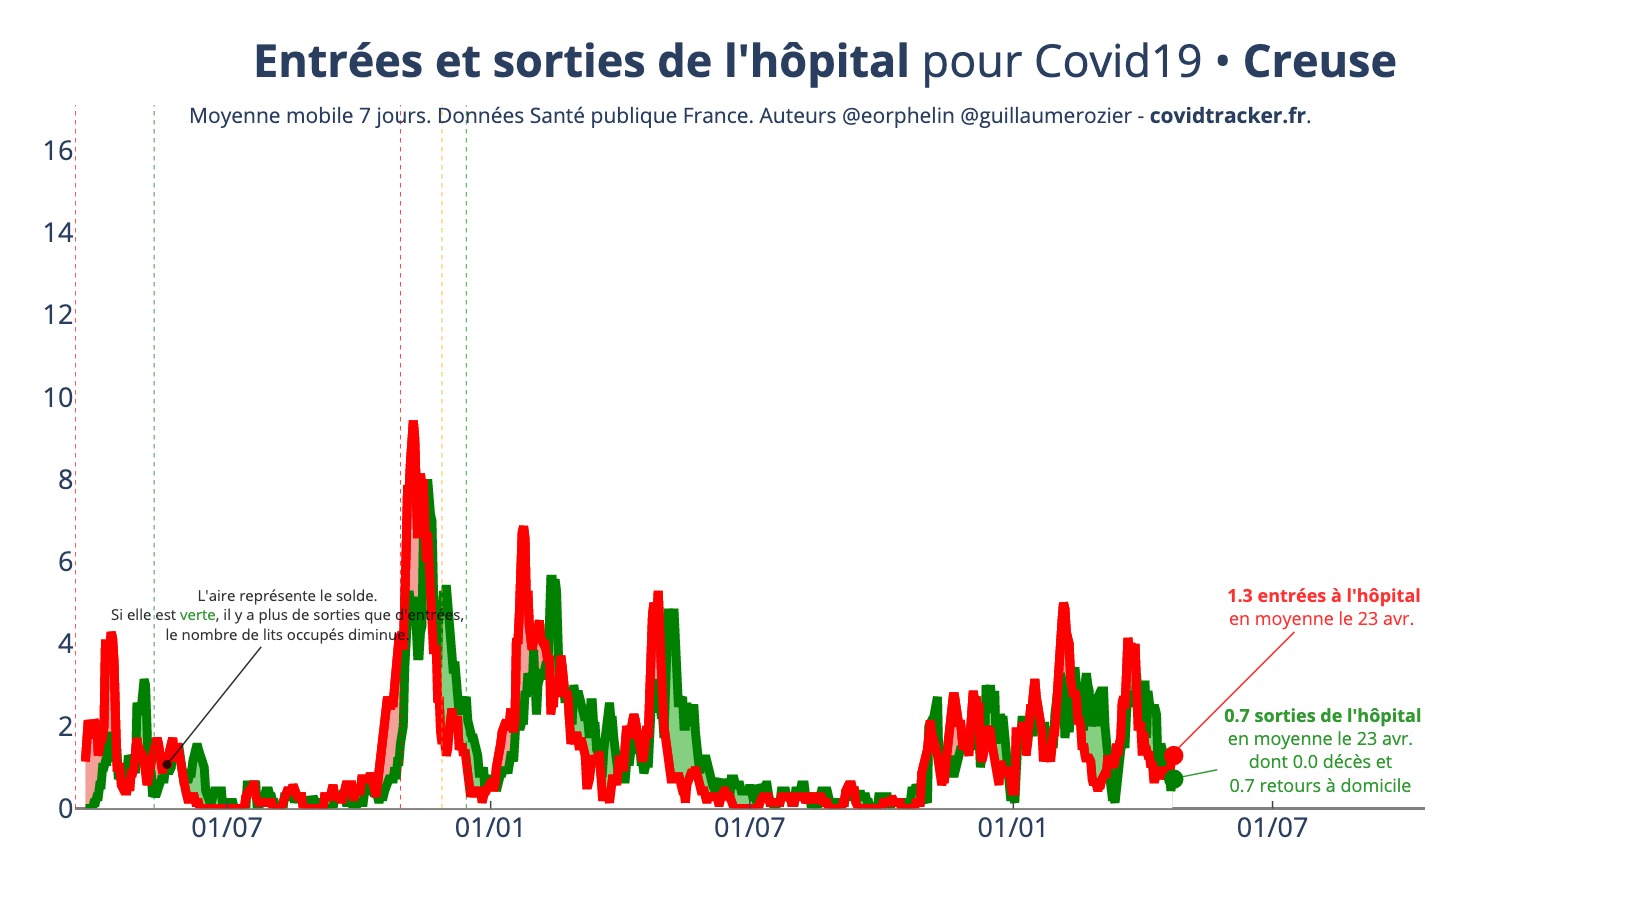 Entrées et sorties de l'hôpital pour Covid19 • Creuse
Moyenne mobile 7 jours. Données Santé publique France. Auteurs @eorphelin @guillaumerozier - covidtracker.fr.
16
14
12
10
8
6
4
2
0
L'aire représente le solde.
Si elle est verte, il y a plus de sorties que d'entrées,
le nombre de lits occupés diminue.
1.3 entrées à l'hôpital
en moyenne le 23 avr.
0.7 sorties de l'hôpital
en moyenne le 23 avr.
dont 0.0 décès et
0.7 retours à domicile
01/07
01/01
01/07
01/01
01/07